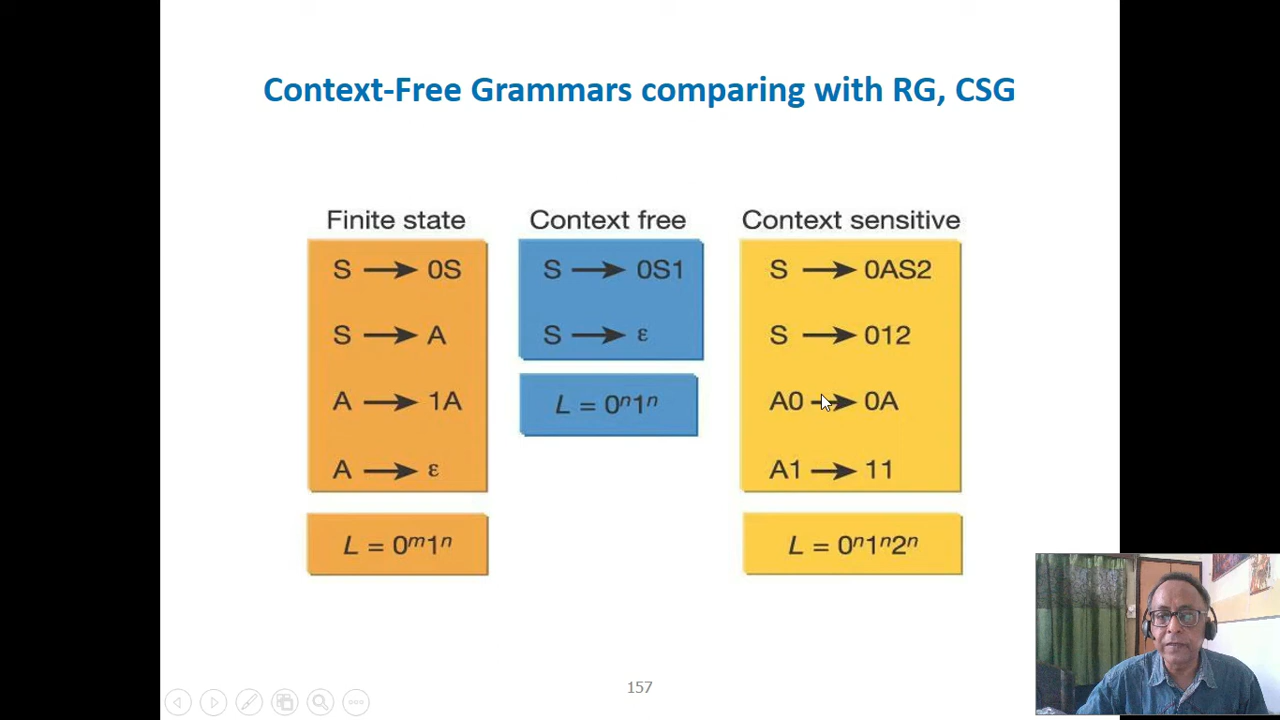 Context-Free Grammars comparing with RG, CSG
Finite state
S → 0S
S → A
A → 1A
A → ε
L = 0ᵐ1ⁿ
Context free
S → 0S1
S → ε
L = 0ⁿ1ⁿ
Context sensitive
S → 0AS2
S → 012
A0 → 0A
A1 → 11
L = 0ⁿ1ⁿ2ⁿ
157